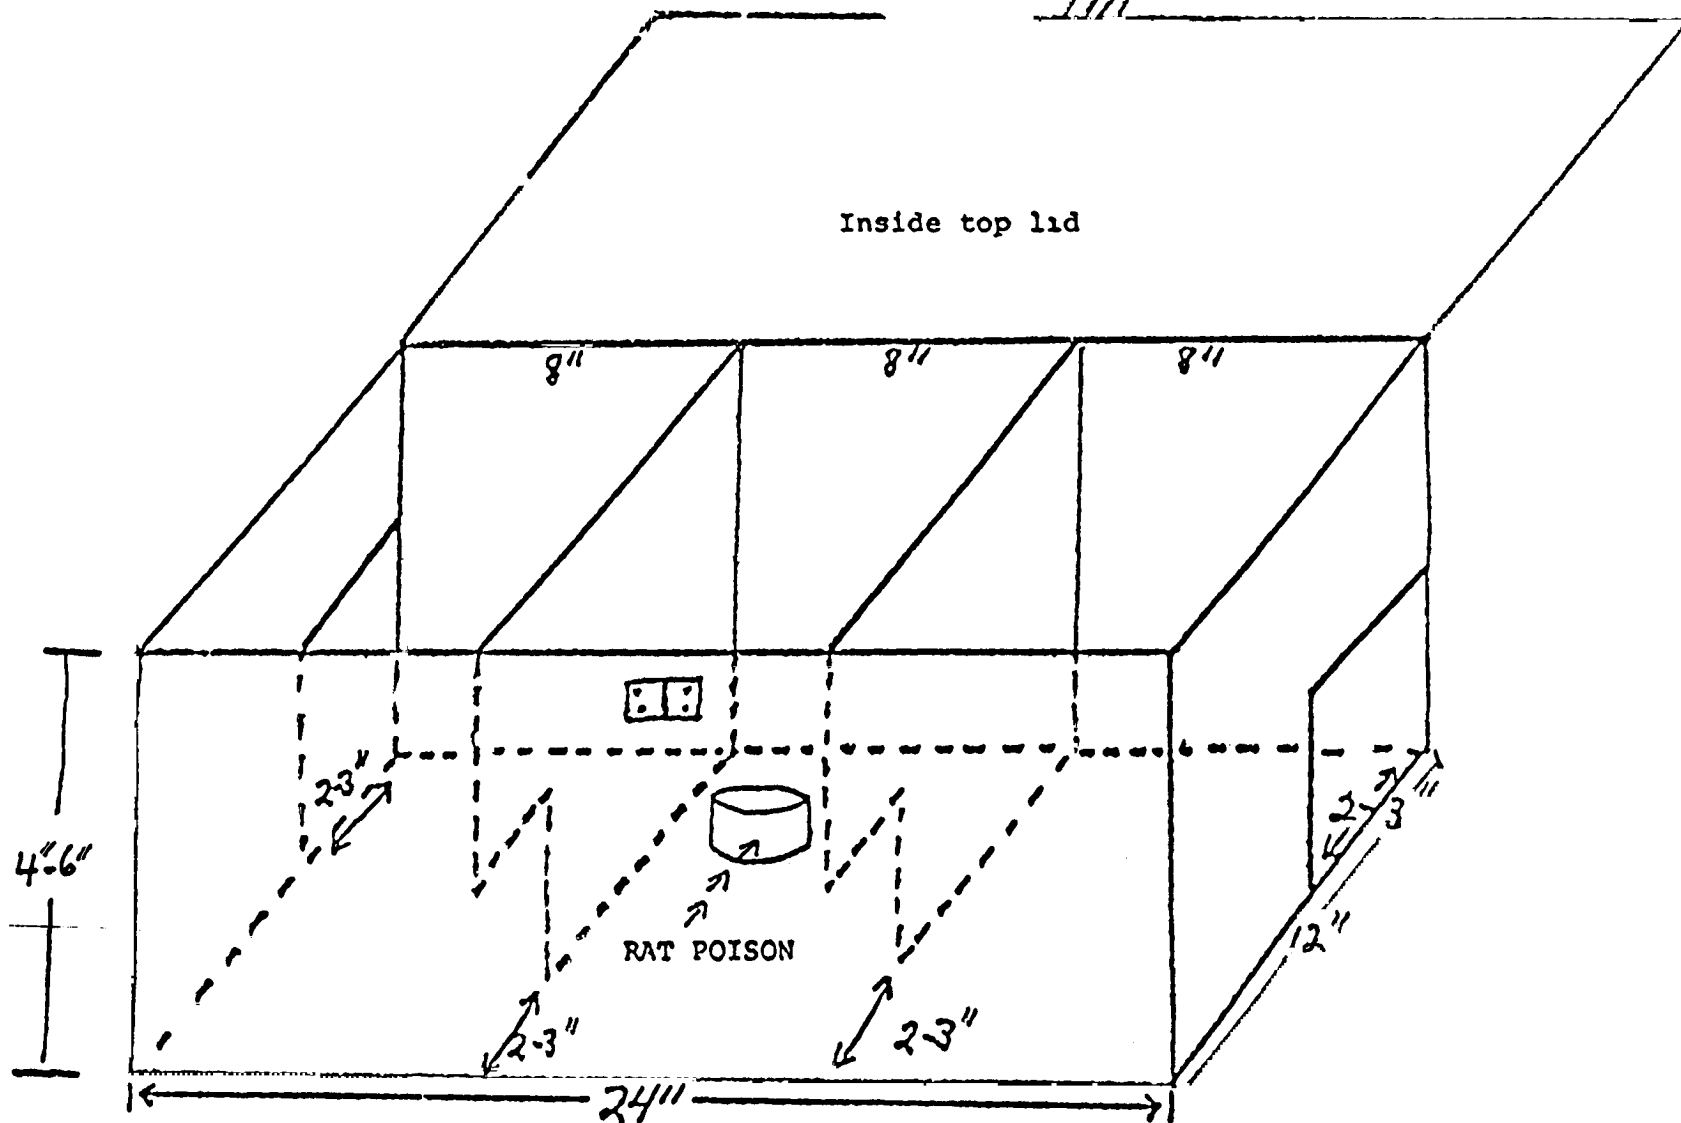 Inside top lid
8" 8" 8"
2-3"
2-3"
4"-6"
12"
RAT POISON
2-3" 2-3"
24"